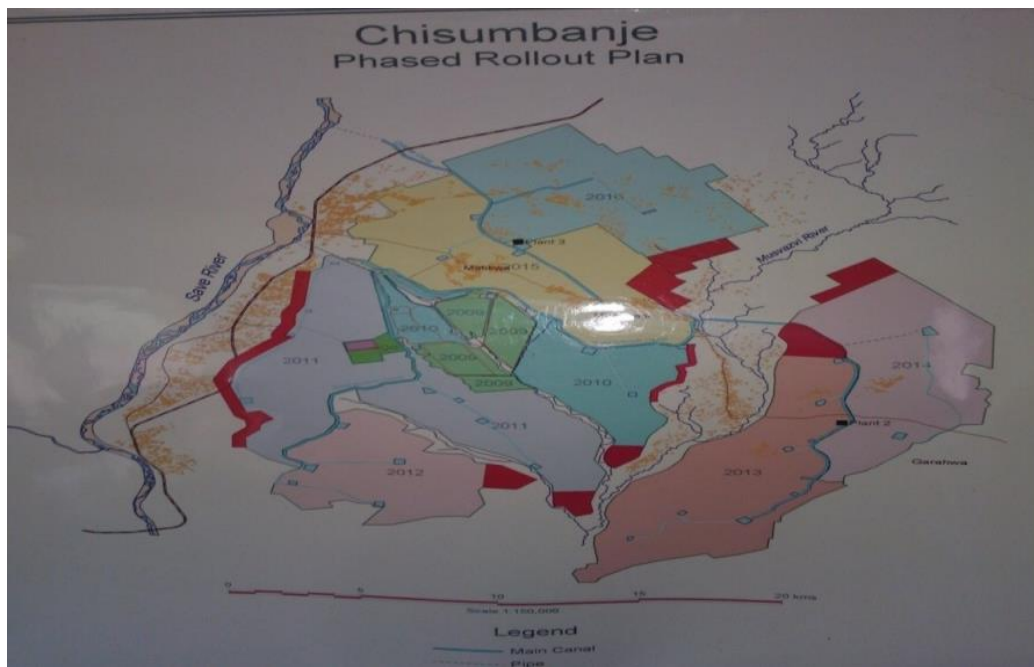 Chisumbanje
Phased Rollout Plan
2016
Plant 3
Musvazvi River
Save River
015
2009
2010
2009
2011
2009
2009
2010
2014
2011
Plant 2
2012
2013
Garahwa
0
5
10
15
20 kms
Scale 1:150,000
Legend
Main Canal
Pipe